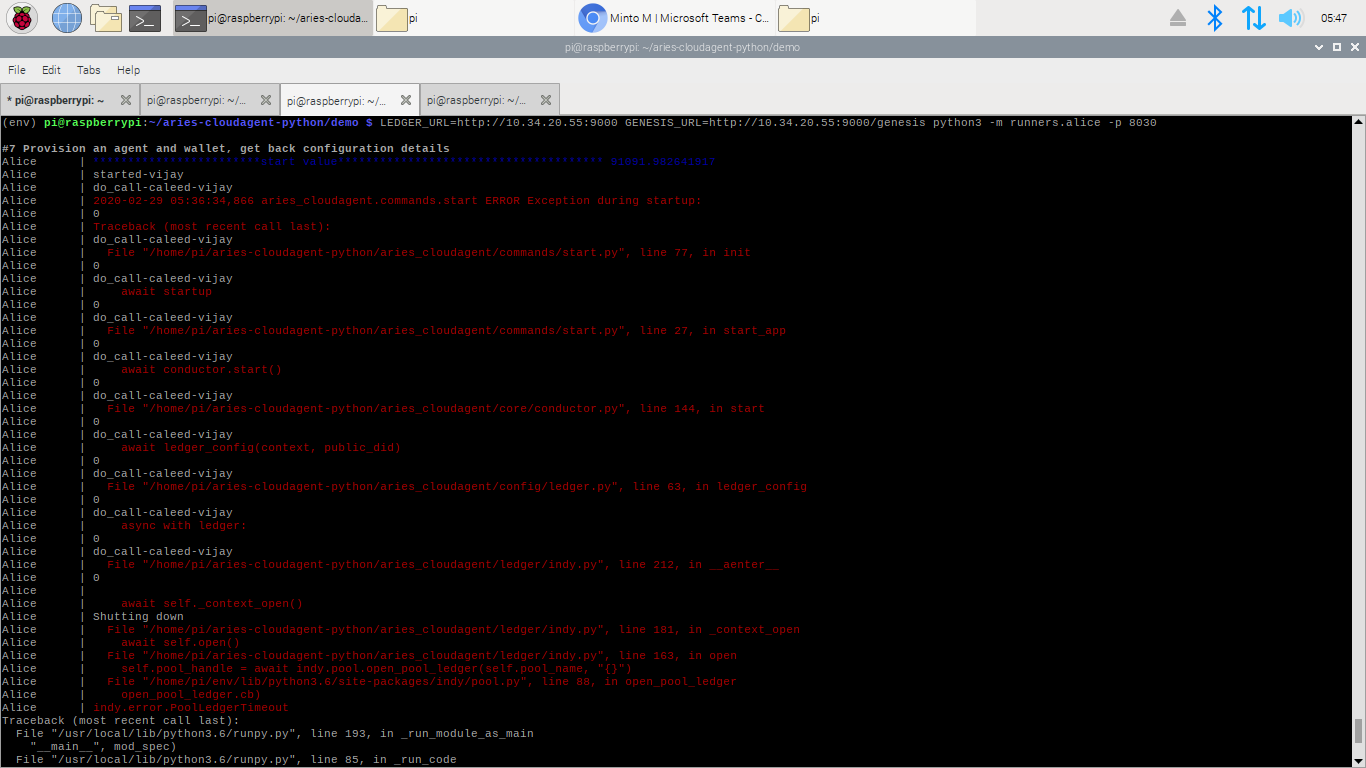 pi@raspberrypi: ~/aries-clouda...
pi
Minto M | Microsoft Teams - C...
pi
05:47
pi@raspberrypi: ~/aries-cloudagent-python/demo
File Edit Tabs Help
* pi@raspberrypi: ~
pi@raspberrypi: ~/...
pi@raspberrypi: ~/...
pi@raspberrypi: ~/...
(env) pi@raspberrypi:~/aries-cloudagent-python/demo $ LEDGER_URL=http://10.34.20.55:9000 GENESIS_URL=http://10.34.20.55:9000/genesis python3 -m runners.alice -p 8030
#7 Provision an agent and wallet, get back configuration details
Alice | ************************start value************************************** 
Alice | started-vijay
Alice | do_call-caleed-vijay
Alice | 2020-02-29 05:36:34,860 aries_cloudagent.commands.start ERROR Exception during startup:
Alice | 0
Alice | Traceback (most recent call last):
Alice | do_call-caleed-vijay
Alice | File "/home/pi/aries-cloudagent-python/aries_cloudagent/commands/start.py", line 77, in init
Alice | 0
Alice | do_call-caleed-vijay
Alice | await startup
Alice | 0
Alice | do_call-caleed-vijay
Alice | File "/home/pi/aries-cloudagent-python/aries_cloudagent/commands/start.py", line 27, in start_app
Alice | 0
Alice | do_call-caleed-vijay
Alice | await conductor.start()
Alice | 0
Alice | do_call-caleed-vijay
Alice | File "/home/pi/aries-cloudagent-python/aries_cloudagent/core/conductor.py", line 144, in start
Alice | 0
Alice | do_call-caleed-vijay
Alice | await ledger_config(context, public_did)
Alice | 0
Alice | do_call-caleed-vijay
Alice | File "/home/pi/aries-cloudagent-python/aries_cloudagent/config/ledger.py", line 63, in ledger_config
Alice | 0
Alice | do_call-caleed-vijay
Alice | async with ledger:
Alice | 0
Alice | do_call-caleed-vijay
Alice | File "/home/pi/aries-cloudagent-python/aries_cloudagent/ledger/indy.py", line 212, in __aenter__
Alice | 0
Alice |
Alice | await self._context_open()
Alice | Shutting down
Alice | File "/home/pi/aries-cloudagent-python/aries_cloudagent/ledger/indy.py", line 181, in _context_open
Alice | await self.open()
Alice | File "/home/pi/aries-cloudagent-python/aries_cloudagent/ledger/indy.py", line 163, in open
Alice | self.pool_handle = await indy.pool.open_pool_ledger(self.pool_name, "{}")
Alice | File "/home/pi/env/lib/python3.6/site-packages/indy/pool.py", line 88, in open_pool_ledger
Alice | open_pool_ledger.cb)
Alice | indy.error.PoolLedgerTimeout
Traceback (most recent call last):
File "/usr/local/lib/python3.6/runpy.py", line 193, in _run_module_as_main
"__main__", mod_spec)
File "/usr/local/lib/python3.6/runpy.py", line 85, in _run_code